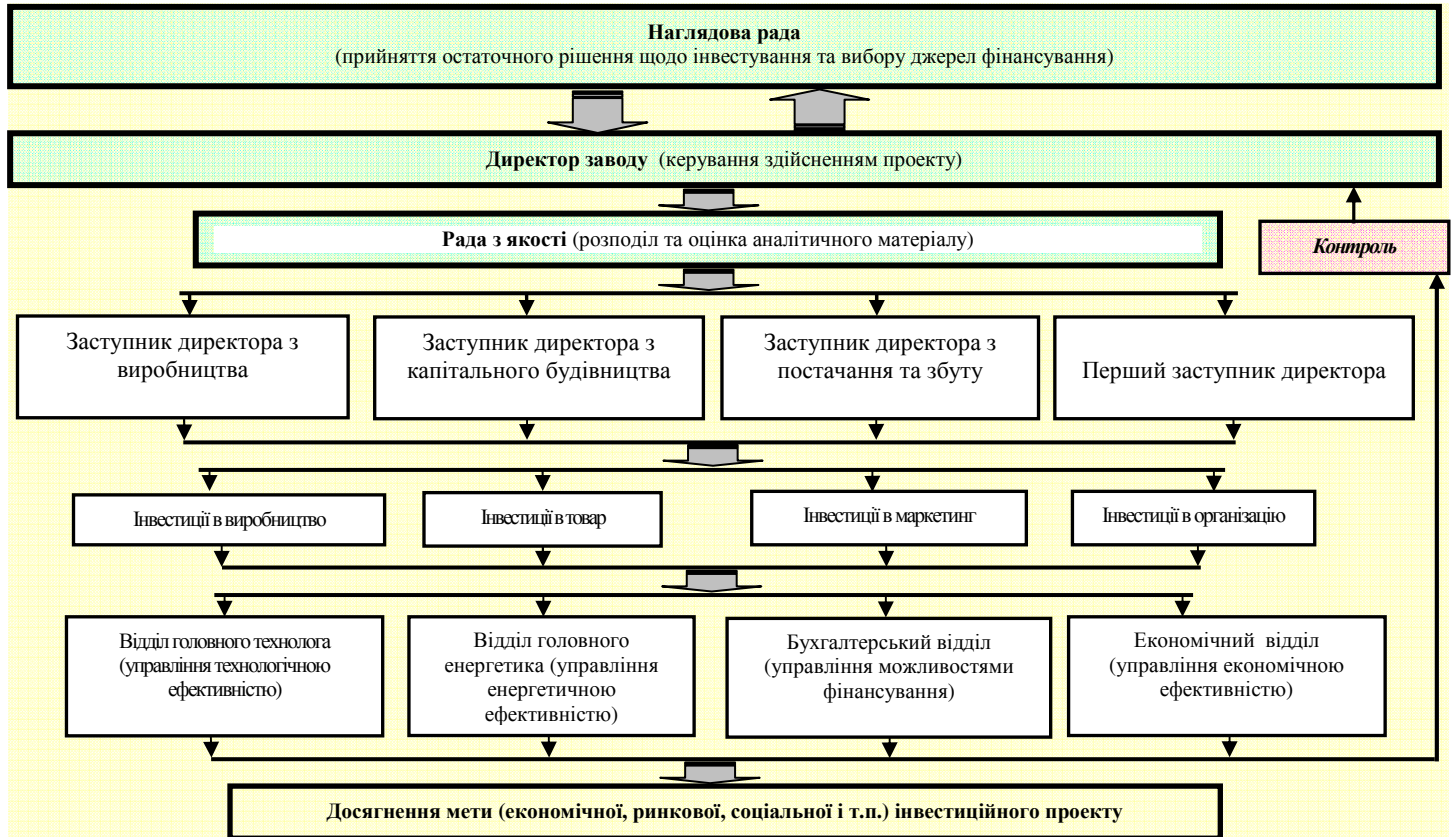 Наглядова рада
(прийняття остаточного рішення щодо інвестування та вибору джерел фінансування)
Директор заводу (керування здійсненням проекту)
Рада з якості (розподіл та оцінка аналітичного матеріалу)
Контроль
Заступник директора з
виробництва
Заступник директора з
капітального будівництва
Заступник директора з
постачання та збуту
Перший заступник директора
Інвестиції в виробництво
Інвестиції в товар
Інвестиції в маркетинг
Інвестиції в організацію
Відділ головного технолога
(управління технологічною
ефективністю)
Відділ головного
енергетика (управління
енергетичною
ефективністю)
Бухгалтерський відділ
(управління можливостями
фінансування)
Економічний відділ
(управління економічною
ефективністю)
Досягнення мети (економічної, ринкової, соціальної і т.п.) інвестиційного проекту